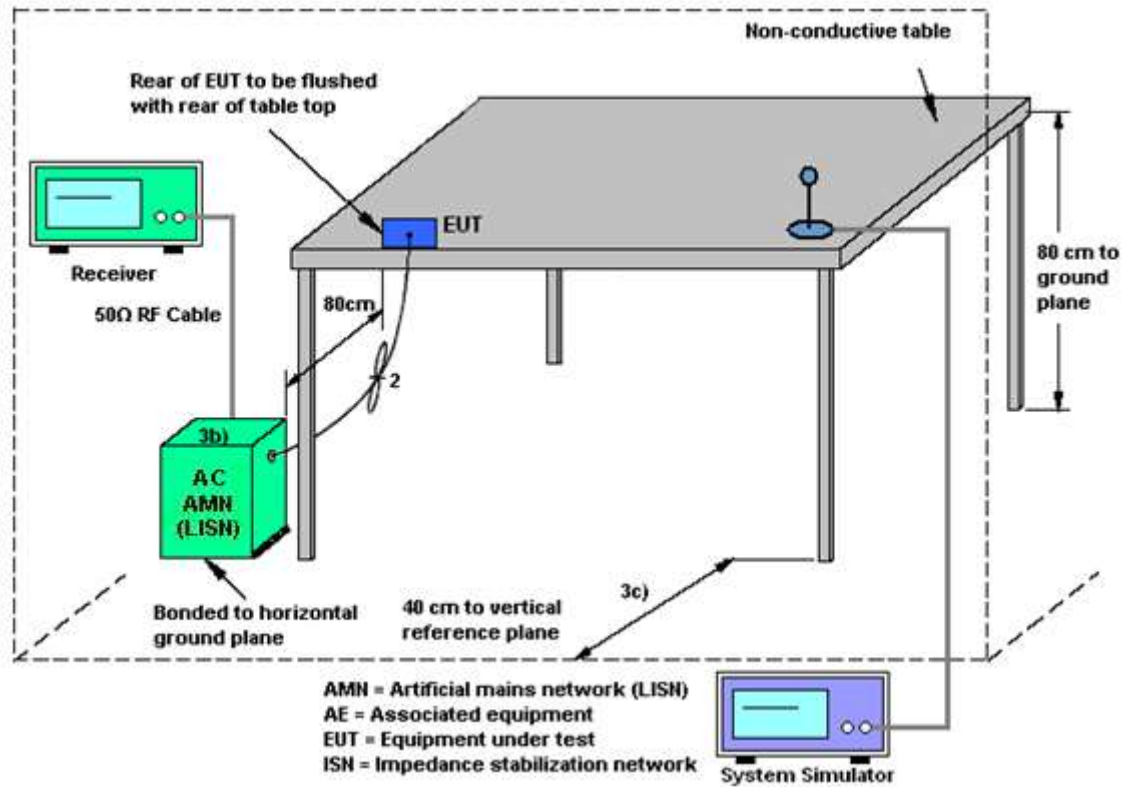 Non-conductive table
Rear of EUT to be flushed
with rear of table top
EUT
Receiver
80cm
80 cm to
ground
plane
50Ω RF Cable
2
3b)
AC
AMN
(LISN)
3c)
Bonded to horizontal
ground plane
40 cm to vertical
reference plane
AMN = Artificial mains network (LISN)
AE = Associated equipment
EUT = Equipment under test
ISN = Impedance stabilization network
System Simulator